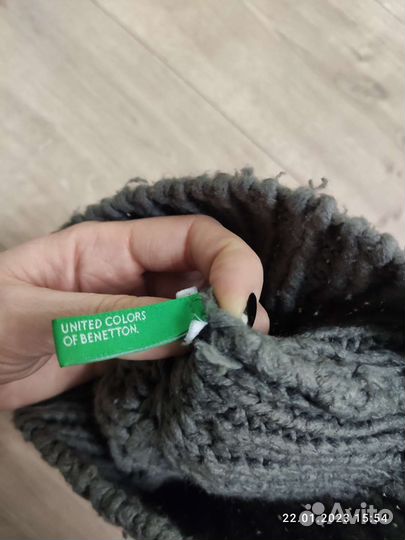 UNITED COLORS
OF BENETTON.
22.01.2023 15:54
Avito